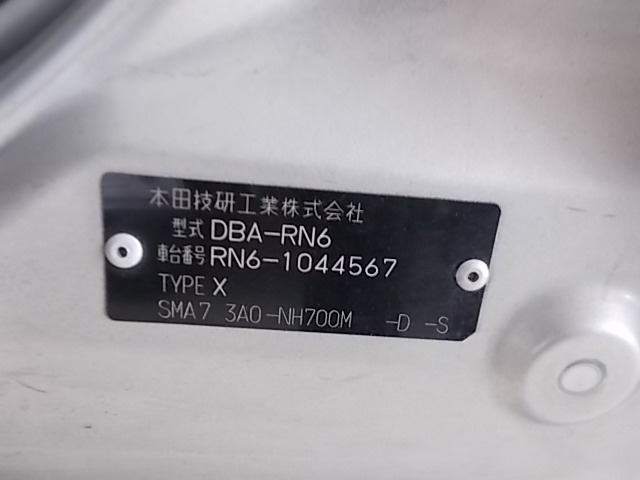 本田技研工業株式会社
型式 DBA-RN6
車台番号 RN6-1044567
TYPE X
SMA7 3A0-NH700M -D -S